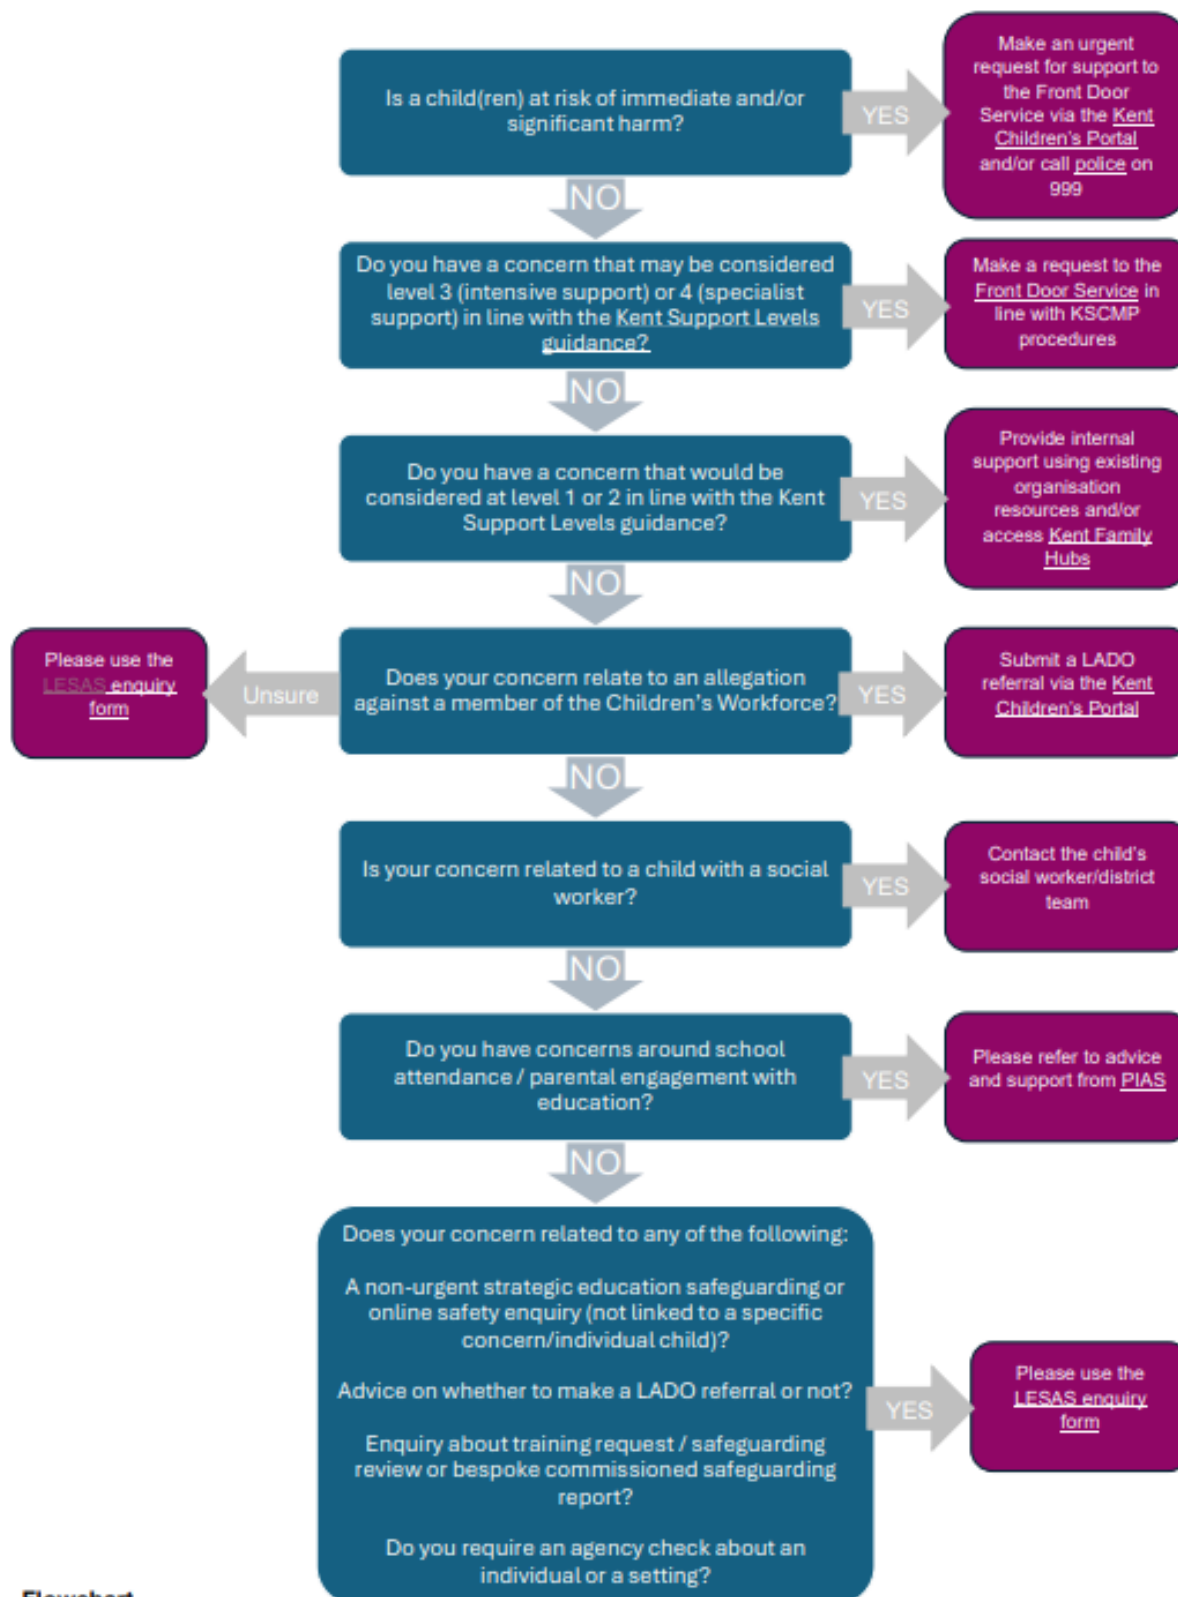 Is a child(ren) at risk of immediate and/or
significant harm?
YES
Make an urgent
request for support to
the Front Door
Service via the Kent
Children's Portal
and/or call police on
999
NO
Do you have a concern that may be considered
level 3 (intensive support) or 4 (specialist
support) in line with the Kent Support Levels
guidance?
YES
Make a request to the
Front Door Service in
line with KSCMP
procedures
NO
Do you have a concern that would be
considered at level 1 or 2 in line with the Kent
Support Levels guidance?
YES
Provide internal
support using existing
organisation
resources and/or
access Kent Family
Hubs
NO
Please use the
LESAS enquiry
form
Unsure
Does your concern relate to an allegation
against a member of the Children's Workforce?
YES
Submit a LADO
referral via the Kent
Children's Portal
NO
Is your concern related to a child with a social
worker?
YES
Contact the child's
social worker/district
team
NO
Do you have concerns around school
attendance / parental engagement with
education?
YES
Please refer to advice
and support from PIAS
NO
Does your concern related to any of the following:
A non-urgent strategic education safeguarding or
online safety enquiry (not linked to a specific
concern/individual child)?
Advice on whether to make a LADO referral or not?
Enquiry about training request / safeguarding
review or bespoke commissioned safeguarding
report?
Do you require an agency check about an
individual or a setting?
YES
Please use the
LESAS enquiry
form
Flowchart